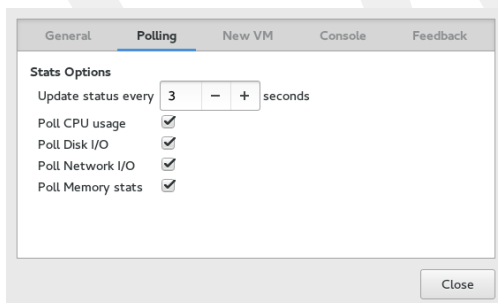 General Polling New VM Console Feedback
Stats Options
Update status every 3 − + seconds
Poll CPU usage
Poll Disk I/O
Poll Network I/O
Poll Memory stats
Close